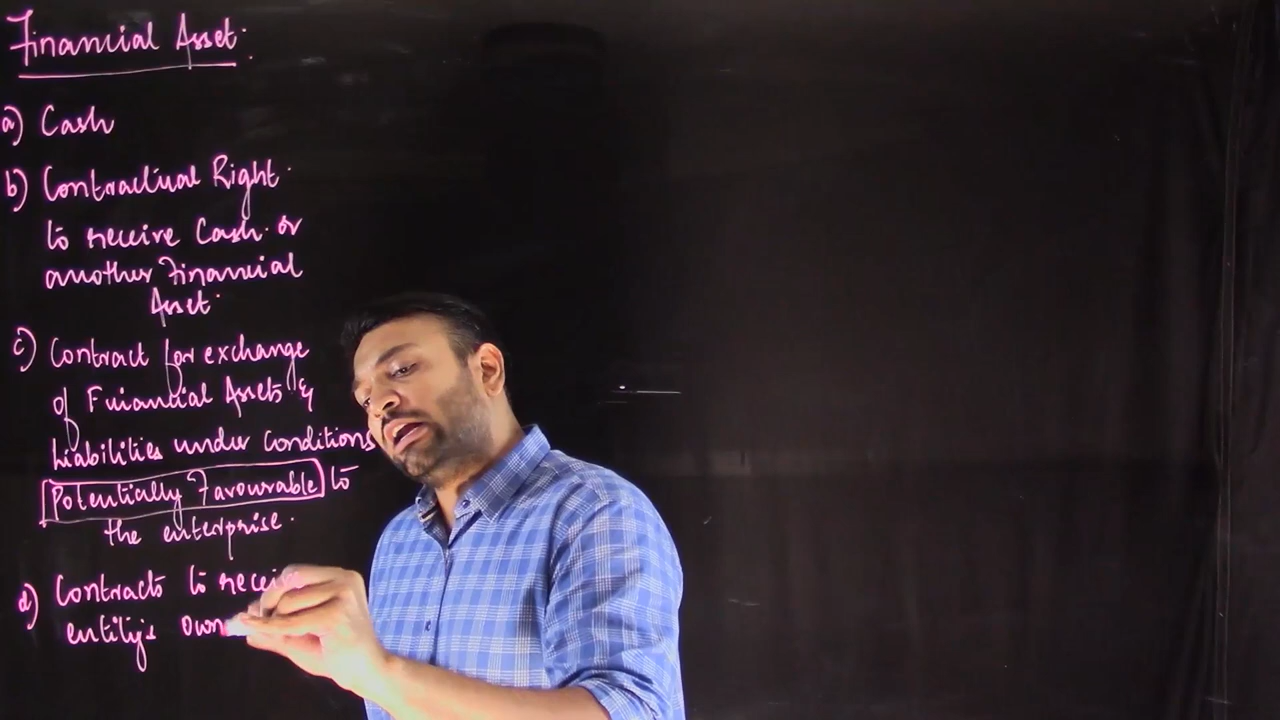 Financial Asset.
a) Cash
b) Contractual Right.
to receive Cash or
another Financial
Asset.
c) Contract for exchange
of Financial Assets &
Liabilities under conditions
Potentially Favourable to
the enterprise.
d) Contracts to receive
entity's own